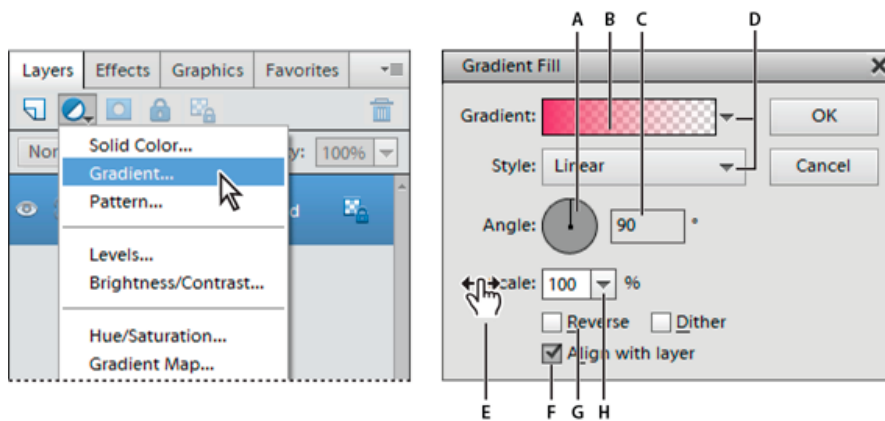 A B C D
Layers Effects Graphics Favorites
Nor y: 100%
Solid Color...
Gradient...
Pattern...
d
Levels...
Brightness/Contrast...
Hue/Saturation...
Gradient Map...
Gradient Fill
Gradient: OK
Style: Linear Cancel
Angle: 90 °
cale: 100 %
Reverse Dither
Align with layer
E F G H